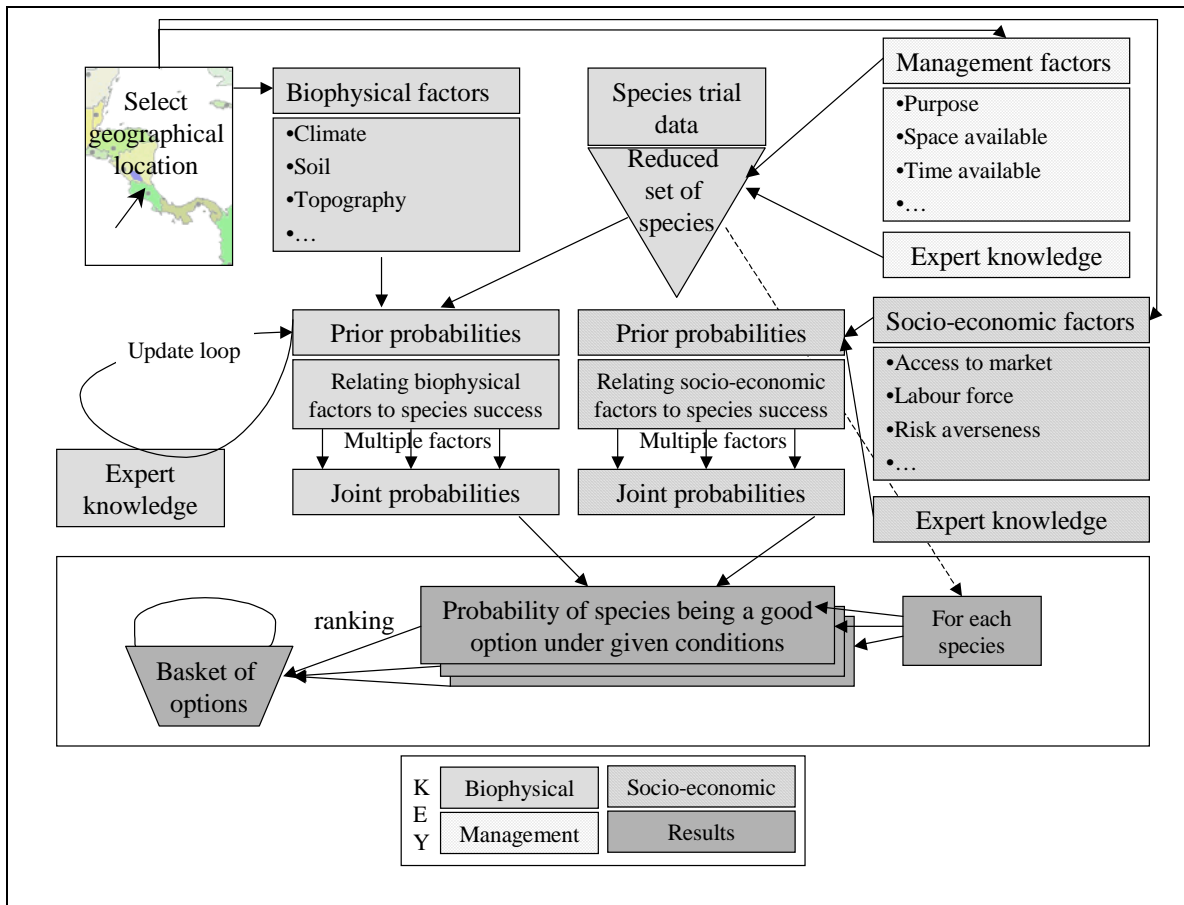 Select
geographical
location
Biophysical factors
•Climate
•Soil
•Topography
•…
Species trial
data
Reduced
set of
species
Management factors
•Purpose
•Space available
•Time available
•…
Expert knowledge
Update loop
Expert
knowledge
Prior probabilities
Relating biophysical
factors to species success
Multiple factors
Joint probabilities
Prior probabilities
Relating socio-economic
factors to species success
Multiple factors
Joint probabilities
Socio-economic factors
•Access to market
•Labour force
•Risk averseness
•…
Expert knowledge
ranking
Basket of
options
Probability of species being a good
option under given conditions
For each
species
K
E
Y
Biophysical
Socio-economic
Management
Results